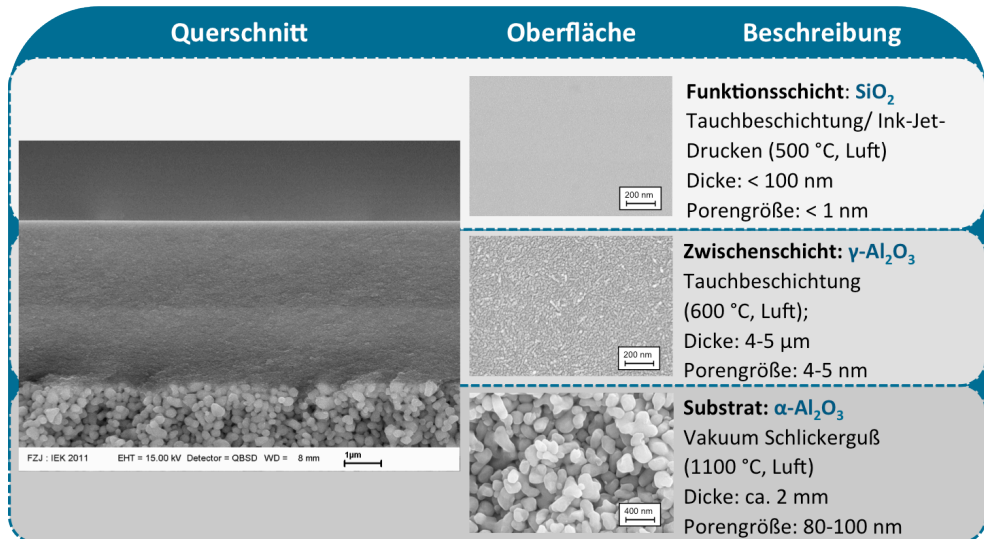 Querschnitt
Oberfläche
Beschreibung
FZJ : IEK 2011 EHT = 15.00 kV Detector = QBSD WD = 8 mm 1µm
200 nm
Funktionsschicht: SiO₂
Tauchbeschichtung/ Ink-Jet-
Drucken (500 °C, Luft)
Dicke: < 100 nm
Porengröße: < 1 nm
200 nm
Zwischenschicht: γ-Al₂O₃
Tauchbeschichtung
(600 °C, Luft);
Dicke: 4-5 µm
Porengröße: 4-5 nm
400 nm
Substrat: α-Al₂O₃
Vakuum Schlickerguß
(1100 °C, Luft)
Dicke: ca. 2 mm
Porengröße: 80-100 nm